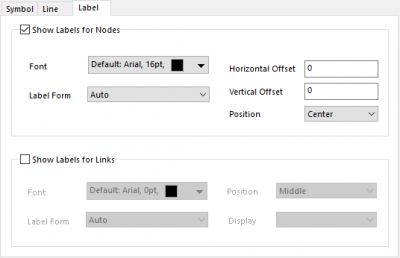 Symbol Line Label
Show Labels for Nodes
Font Default: Arial, 16pt,
Horizontal Offset 0
Label Form Auto
Vertical Offset 0
Position Center
Show Labels for Links
Font Default: Arial, 0pt,
Position Middle
Label Form Auto
Display